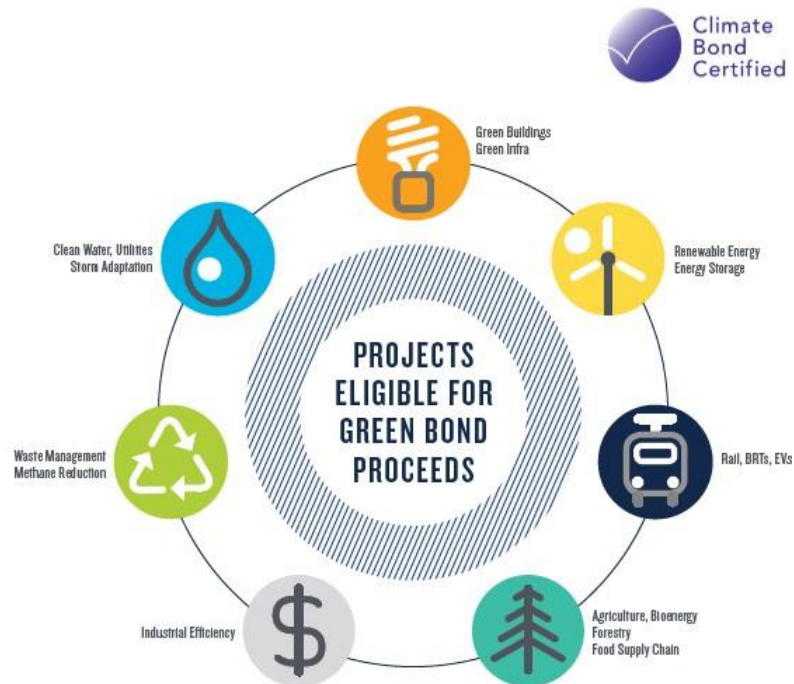 Climate
Bond
Certified
Green Buildings
Green Infra
Clean Water, Utilities
Storm Adaptation
Renewable Energy
Energy Storage
PROJECTS
ELIGIBLE FOR
GREEN BOND
PROCEEDS
Waste Management
Methane Reduction
Rail, BRTs, EVs
Industrial Efficiency
Agriculture, Bioenergy
Forestry
Food Supply Chain